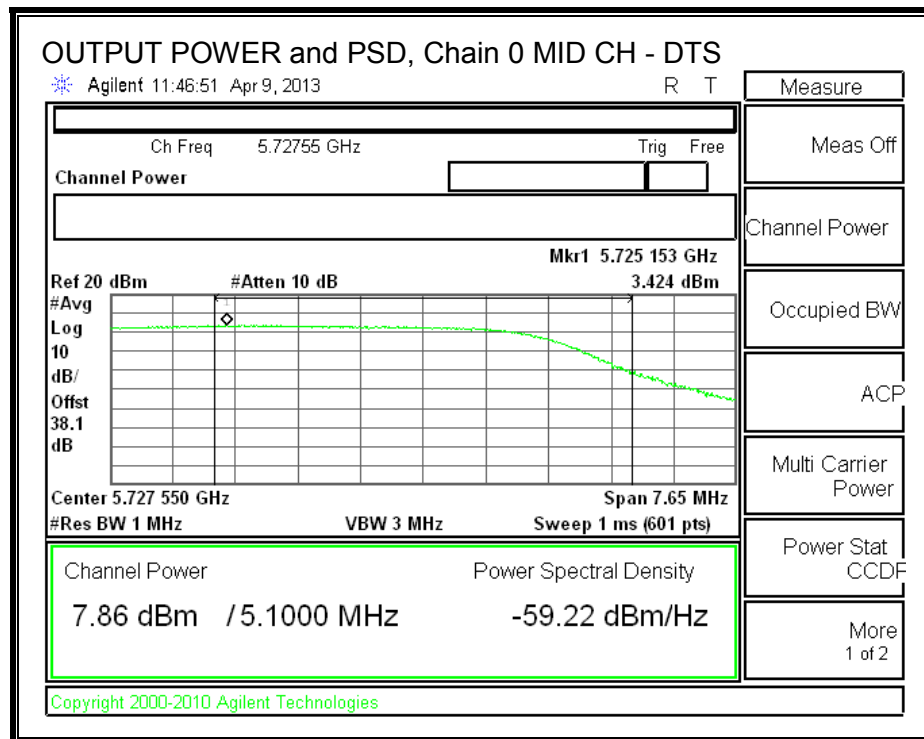 OUTPUT POWER and PSD, Chain 0 MID CH - DTS
Agilent 11:46:51 Apr 9, 2013 R T
Ch Freq 5.72755 GHz Trig Free
Channel Power
Mkr1 5.725 153 GHz
Ref 20 dBm #Atten 10 dB 3.424 dBm
#Avg
Log
10
dB/
Offst
38.1
dB
1
Center 5.727 550 GHz Span 7.65 MHz
#Res BW 1 MHz VBW 3 MHz Sweep 1 ms (601 pts)
Channel Power Power Spectral Density
7.86 dBm / 5.1000 MHz -59.22 dBm/Hz
Copyright 2000-2010 Agilent Technologies
Measure
Meas Off
Channel Power
Occupied BW
ACP
Multi Carrier
Power
Power Stat
CCDF
More
1 of 2